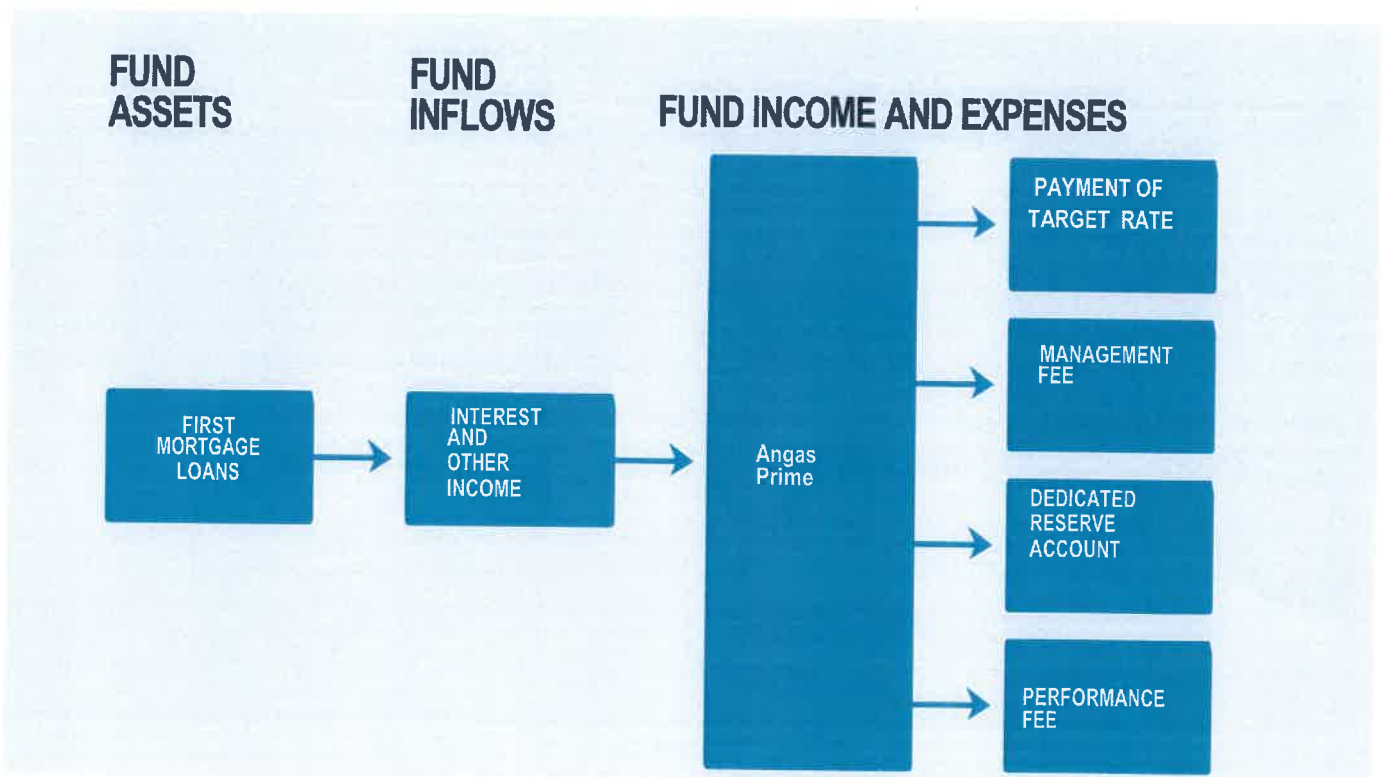 FUND
ASSETS
FUND
INFLOWS
FUND INCOME AND EXPENSES
FIRST
MORTGAGE
LOANS
INTEREST
AND
OTHER
INCOME
Angas
Prime
PAYMENT OF
TARGET RATE
MANAGEMENT
FEE
DEDICATED
RESERVE
ACCOUNT
PERFORMANCE
FEE